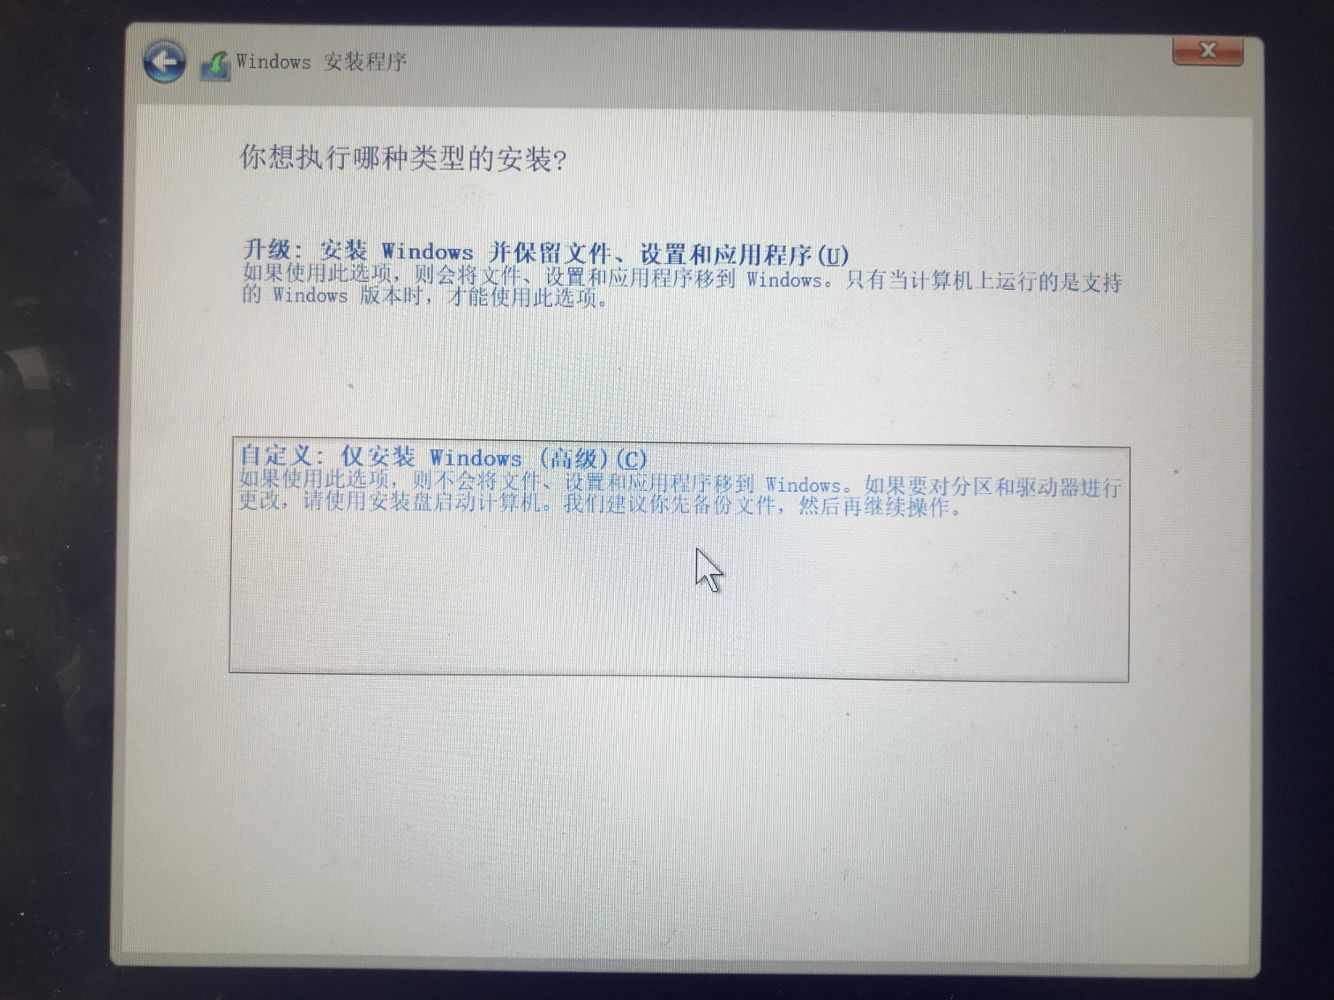 Windows 安装程序
你想执行哪种类型的安装?
升级: 安装 Windows 并保留文件、设置和应用程序(U)
如果使用此选项，则会将文件、设置和应用程序移到 Windows。只有当计算机上运行的是支持
的 Windows 版本时，才能使用此选项。
自定义: 仅安装 Windows (高级)(C)
如果使用此选项，则不会将文件、设置和应用程序移到 Windows。如果要对分区和驱动器进行
更改，请使用安装盘启动计算机。我们建议你先备份文件，然后再继续操作。